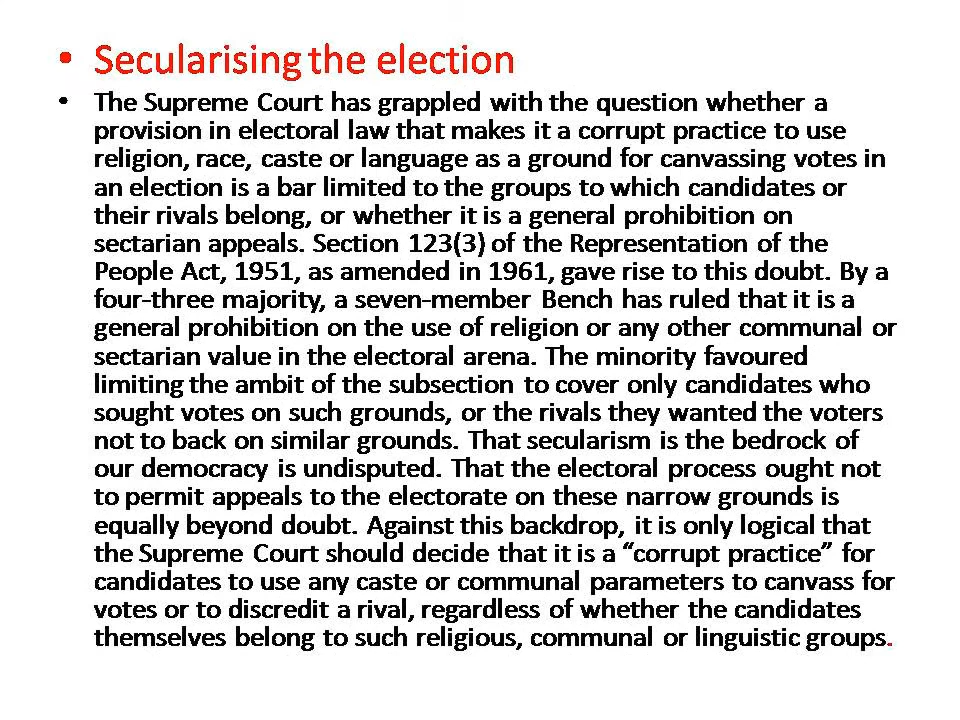 • Secularising the election
• The Supreme Court has grappled with the question whether a
provision in electoral law that makes it a corrupt practice to use
religion, race, caste or language as a ground for canvassing votes in
an election is a bar limited to the groups to which candidates or
their rivals belong, or whether it is a general prohibition on
sectarian appeals. Section 123(3) of the Representation of the
People Act, 1951, as amended in 1961, gave rise to this doubt. By a
four-three majority, a seven-member Bench has ruled that it is a
general prohibition on the use of religion or any other communal or
sectarian value in the electoral arena. The minority favoured
limiting the ambit of the subsection to cover only candidates who
sought votes on such grounds, or the rivals they wanted the voters
not to back on similar grounds. That secularism is the bedrock of
our democracy is undisputed. That the electoral process ought not
to permit appeals to the electorate on these narrow grounds is
equally beyond doubt. Against this backdrop, it is only logical that
the Supreme Court should decide that it is a “corrupt practice” for
candidates to use any caste or communal parameters to canvass for
votes or to discredit a rival, regardless of whether the candidates
themselves belong to such religious, communal or linguistic groups.